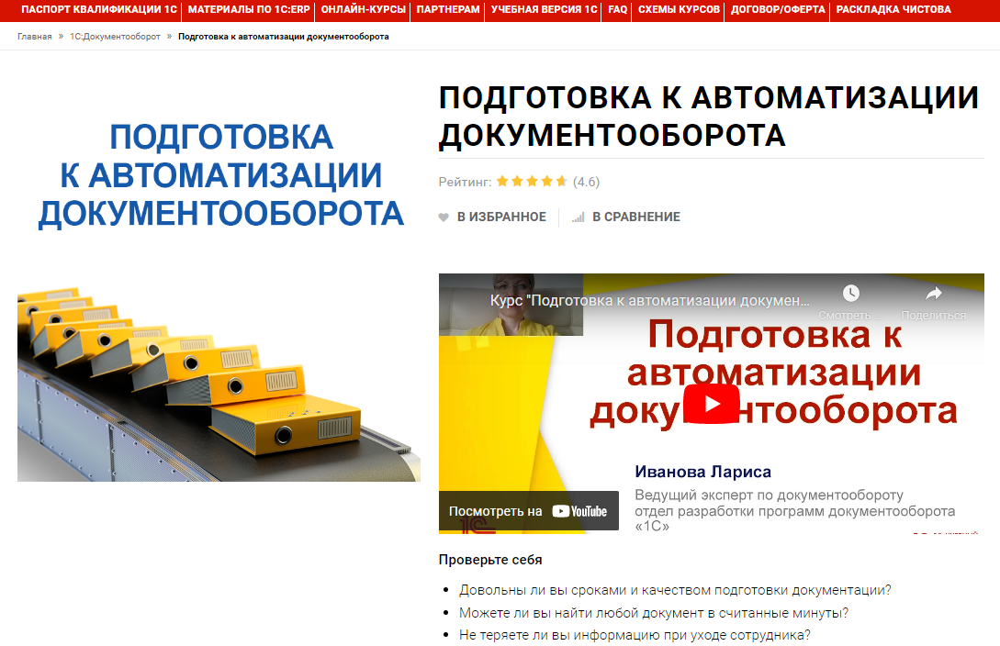 ПАСПОРТ КВАЛИФИКАЦИИ 1С МАТЕРИАЛЫ ПО 1С:ERP ОНЛАЙН-КУРСЫ ПАРТНЕРАМ УЧЕБНАЯ ВЕРСИЯ 1С FAQ СХЕМЫ КУРСОВ ДОГОВОР/ОФЕРТА РАСКЛАДКА ЧИСТОВА
Главная » 1С:Документооборот » Подготовка к автоматизации документооборота
ПОДГОТОВКА
К АВТОМАТИЗАЦИИ
ДОКУМЕНТООБОРОТА
ПОДГОТОВКА К АВТОМАТИЗАЦИИ
ДОКУМЕНТООБОРОТА
Рейтинг: (4.6)
В ИЗБРАННОЕ В СРАВНЕНИЕ
Курс "Подготовка к автоматизации докумен...
Смотреть... Поделиться
Подготовка к
автоматизации
документооборота
Иванова Лариса
Ведущий эксперт по документообороту
отдел разработки программ документооборота
«1С»
Посмотреть на YouTube
1С
Проверьте себя
• Довольны ли вы сроками и качеством подготовки документации?
• Можете ли вы найти любой документ в считанные минуты?
• Не теряете ли вы информацию при уходе сотрудника?